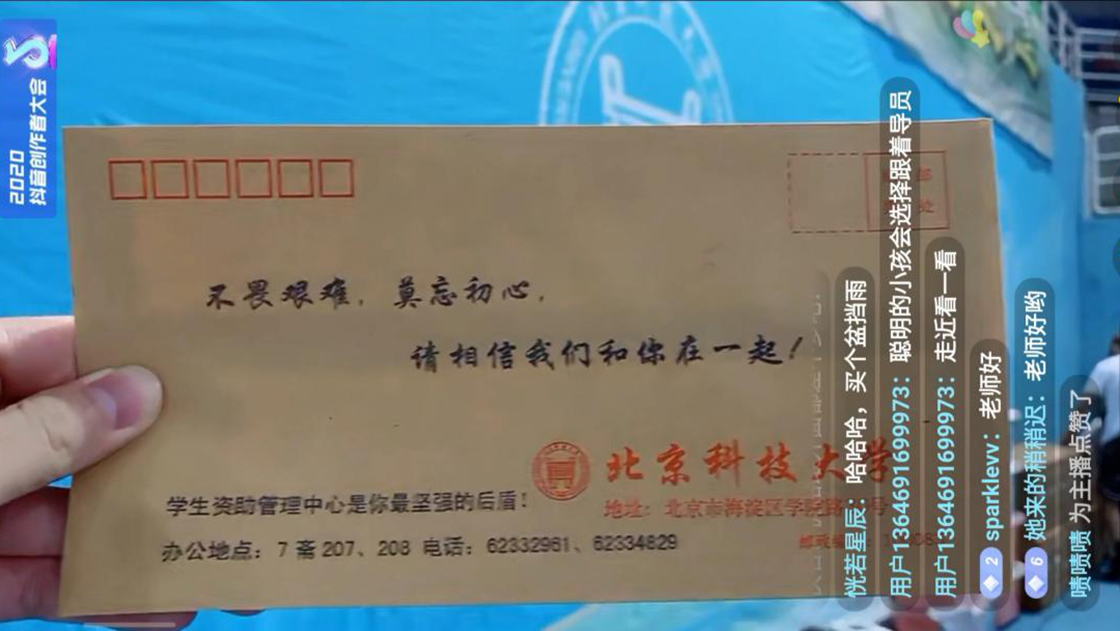 不畏艰难，莫忘初心，
请相信我们和你在一起！
北京科技大学
地址：北京市海淀区学院路
学生资助管理中心是你最坚强的后盾！
办公地点：7 斋 207、208 电话：62332961、62334829
2020
抖音创作者大会
恍若星辰：哈哈哈，买个盆挡雨
用户1364691699973：聪明的小孩会选择跟着导员
用户1364691699973：走近看一看
2 sparklevv：老师好
6 她来的稍稍迟：老师好哟
啧啧啧 为主播点赞了